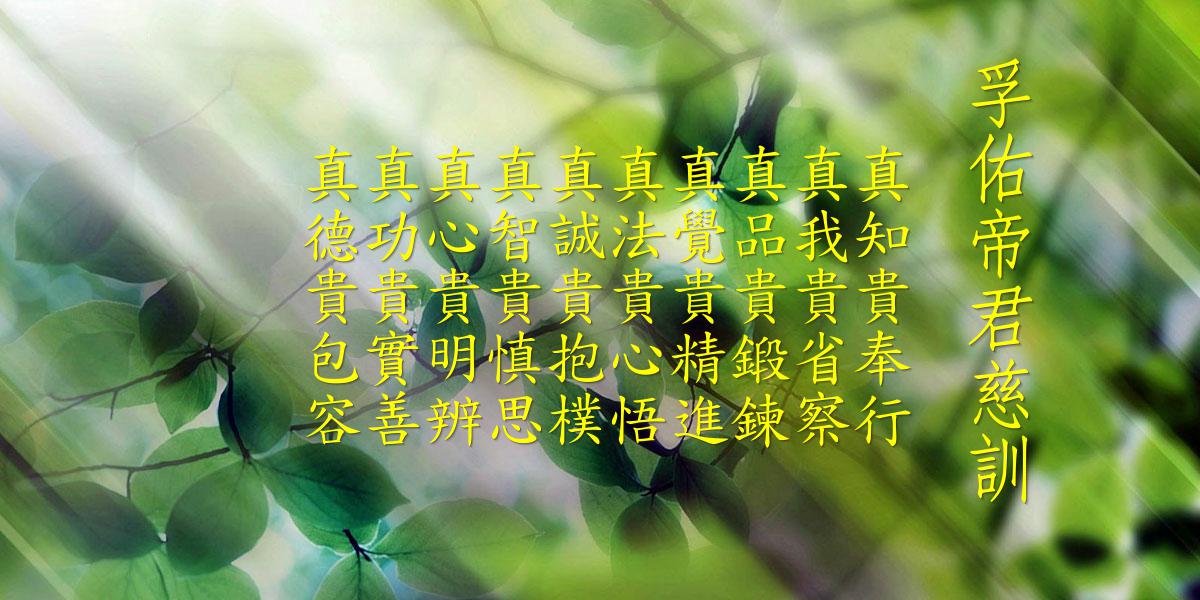 孚佑帝君慈訓
真知貴奉行
真我貴省察
真品貴鍛鍊
真覺貴精進
真法貴心悟
真誠貴抱樸
真智貴慎思
真心貴明辨
真功貴實善
真德貴包容